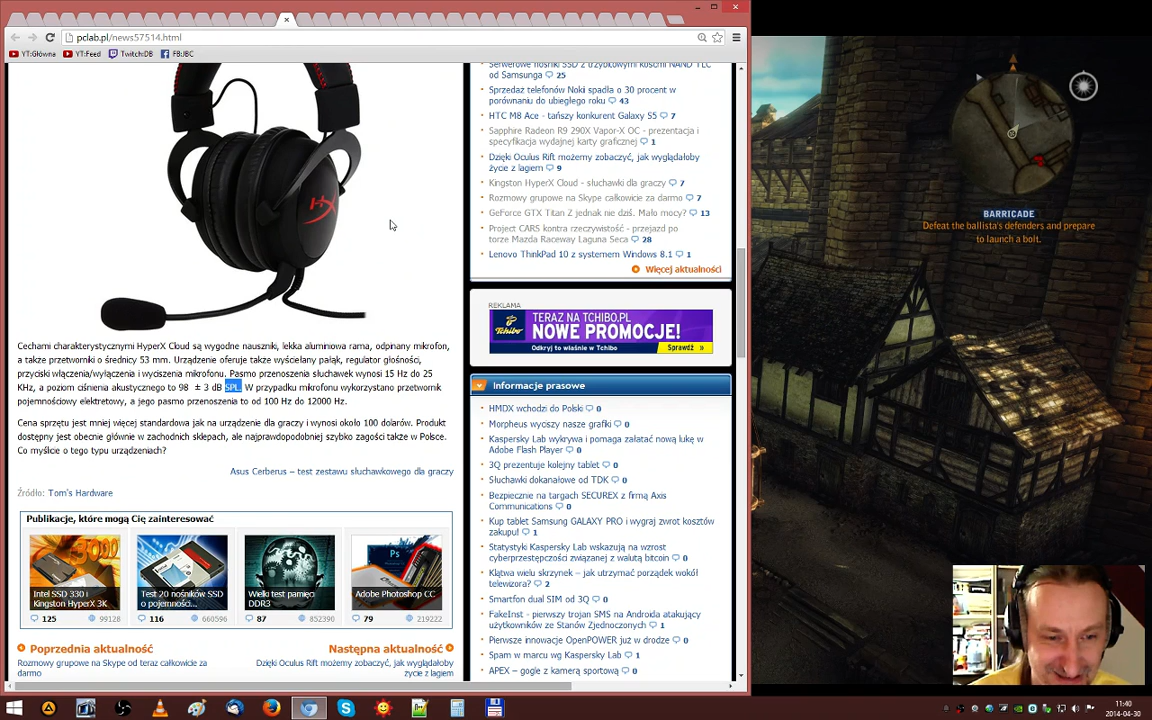 pclab.pl/news57514.html
YT:Główna
YT:Feed
Twitch:DB
FB:JBC
Cechami charakterystycznymi HyperX Cloud są wygodne nauszniki, lekka aluminiowa rama, odpinany mikrofon,
a także przetworniki o średnicy 53 mm. Urządzenie oferuje także wyściełany pałąk, regulator głośności,
przyciski włączenia/wyłączenia i wyciszenia mikrofonu. Pasmo przenoszenia słuchawek wynosi 15 Hz do 25
KHz, a poziom ciśnienia akustycznego to 98 ± 3 dB SPL. W przypadku mikrofonu wykorzystano przetwornik
pojemnościowy elektretowy, a jego pasmo przenoszenia to od 100 Hz do 12000 Hz.
Cena sprzętu jest mniej więcej standardowa jak na urządzenie dla graczy i wynosi około 100 dolarów. Produkt
dostępny jest obecnie głównie w zachodnich sklepach, ale najprawdopodobniej szybko zagości także w Polsce.
Co myślicie o tego typu urządzeniach?
Asus Cerberus – test zestawu słuchawkowego dla graczy
Źródło: Tom's Hardware
Publikacje, które mogą Cię zainteresować
Intel SSD 330 i
Kingston HyperX 3K
125 99128
Test 20 nośników SSD
o pojemności...
116 660596
Wielki test pamięci
DDR3
87 852390
Adobe Photoshop CC
79 219222
Poprzednia aktualność
Rozmowy grupowe na Skype od teraz całkowicie za
darmo
Następna aktualność
Dzięki Oculus Rift możemy zobaczyć, jak wyglądałoby
życie z lagiem
Serwerowe nośniki SSD z trzybitowymi kośćmi NAND TLC
od Samsunga 25
Sprzedaż telefonów Nokii spadła o 30 procent w
porównaniu do ubiegłego roku 43
HTC M8 Ace - tańszy konkurent Galaxy S5 7
Sapphire Radeon R9 290X Vapor-X OC - prezentacja i
specyfikacja wydajnej karty graficznej 1
Dzięki Oculus Rift możemy zobaczyć, jak wyglądałoby
życie z lagiem 9
Kingston HyperX Cloud - słuchawki dla graczy 7
Rozmowy grupowe na Skype całkowicie za darmo 7
GeForce GTX Titan Z jednak nie dziś. Mało mocy? 13
Project CARS kontra rzeczywistość - przejazd po
torze Mazda Raceway Laguna Seca 28
Lenovo ThinkPad 10 z systemem Windows 8.1 1
Więcej aktualności
REKLAMA
TERAZ NA TCHIBO.PL
NOWE PROMOCJE!
Tchibo
Odkryj to właśnie w Tchibo
Sprawdź »
Informacje prasowe
HMDX wchodzi do Polski 0
Morpheus wyczyści nasze grafiki 0
Kaspersky Lab wykrywa i pomaga załatać nową lukę w
Adobe Flash Player 0
3Q prezentuje kolejny tablet 0
Słuchawki dokanałowe od TDK 0
Bezpiecznie na targach SECUREX z firmą Axis
Communications 0
Kup tablet Samsung GALAXY PRO i wygraj zwrot kosztów
zakupu! 1
Statystyki Kaspersky Lab wskazują na wzrost
cyberprzestępczości związanej z walutą bitcoin 0
Klątwa wielu skrzynek – jak utrzymać porządek wokół
telewizora? 2
Smartfon dual SIM od 3Q 0
FakeInst - pierwszy trojan SMS na Androida atakujący
użytkowników ze Stanów Zjednoczonych 1
Pierwsze innowacje OpenPOWER już w drodze 0
Spam w marcu wg Kaspersky Lab 1
APEX – gogle z kamerą sportową 0
BARRICADE
Defeat the ballista's defenders and prepare
to launch a bolt.
11:40
2014-04-30